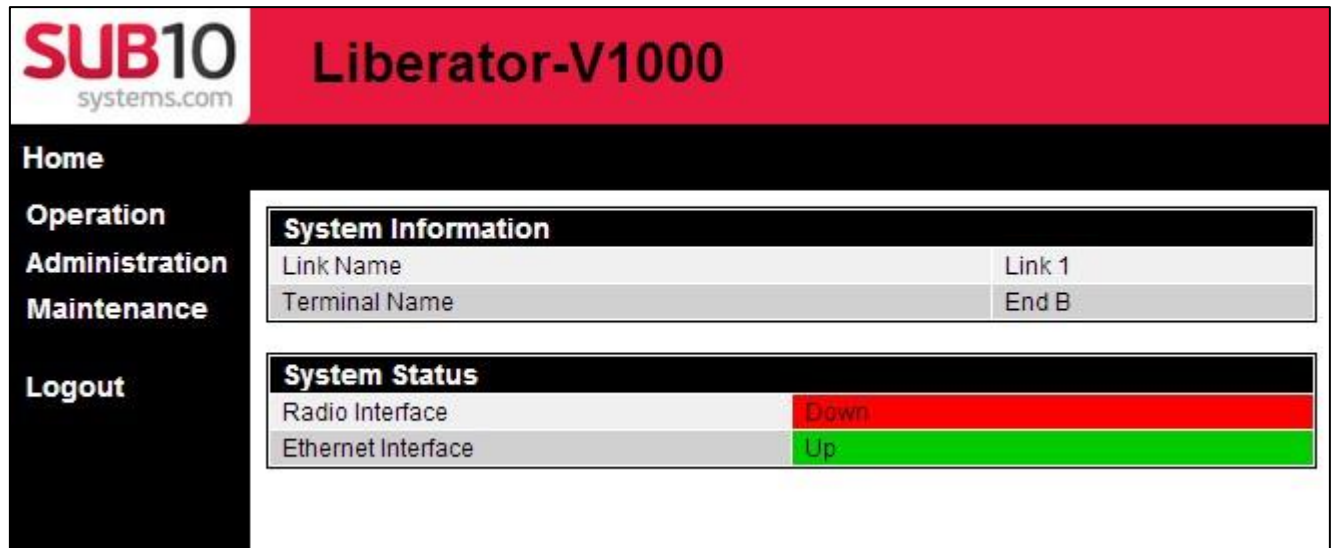 SUB10
systems.com
Liberator-V1000
Home
Operation
Administration
Maintenance
Logout
System Information
Link Name Link 1
Terminal Name End B
System Status
Radio Interface Down
Ethernet Interface Up